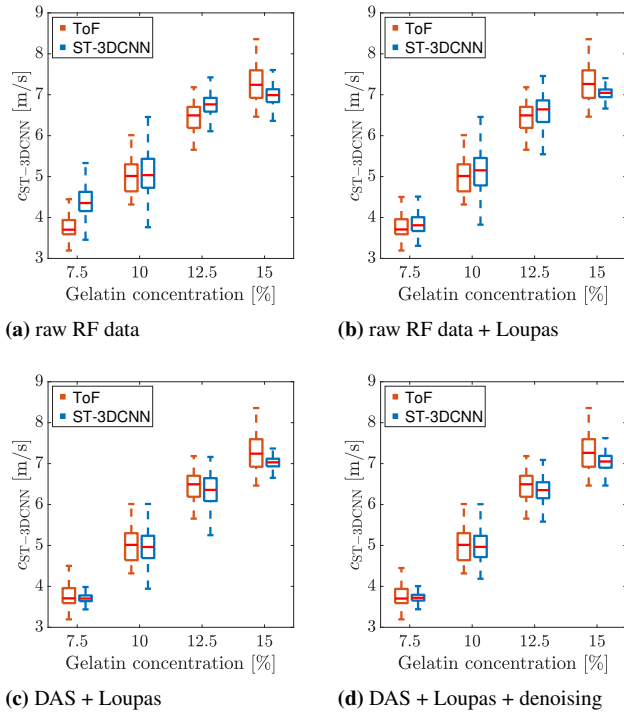 9
8
7
6
5
4
3
c_ST−3DCNN [m/s]
ToF
ST-3DCNN
7.5 10 12.5 15
Gelatin concentration [%]
(a) raw RF data
9
8
7
6
5
4
3
c_ST−3DCNN [m/s]
ToF
ST-3DCNN
7.5 10 12.5 15
Gelatin concentration [%]
(b) raw RF data + Loupas
9
8
7
6
5
4
3
c_ST−3DCNN [m/s]
ToF
ST-3DCNN
7.5 10 12.5 15
Gelatin concentration [%]
(c) DAS + Loupas
9
8
7
6
5
4
3
c_ST−3DCNN [m/s]
ToF
ST-3DCNN
7.5 10 12.5 15
Gelatin concentration [%]
(d) DAS + Loupas + denoising